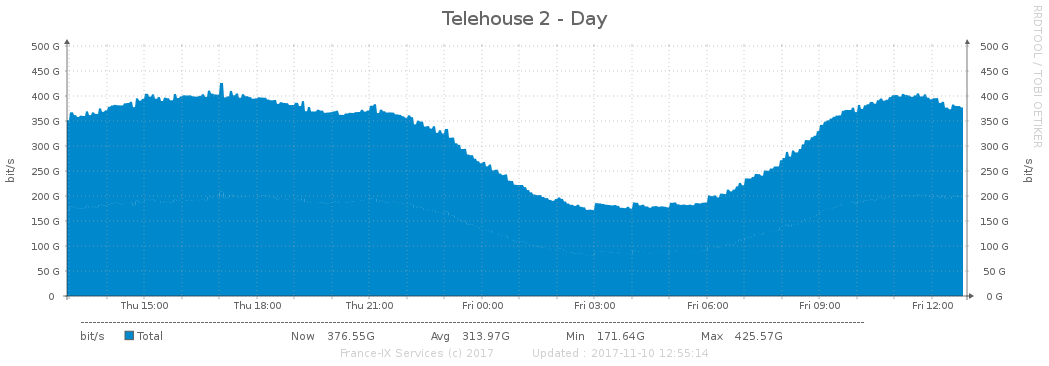 Telehouse 2 - Day
RRDTOOL / TOBI OETIKER
500 G 500 G
450 G 450 G
400 G 400 G
350 G 350 G
300 G 300 G
250 G 250 G
200 G 200 G
150 G 150 G
100 G 100 G
50 G 50 G
0 0 G
bit/s bit/s
Thu 15:00 Thu 18:00 Thu 21:00 Fri 00:00 Fri 03:00 Fri 06:00 Fri 09:00 Fri 12:00
bit/s Total Now 376.55G Avg 313.97G Min 171.64G Max 425.57G
France-IX Services (c) 2017 Updated : 2017-11-10 12:55:14